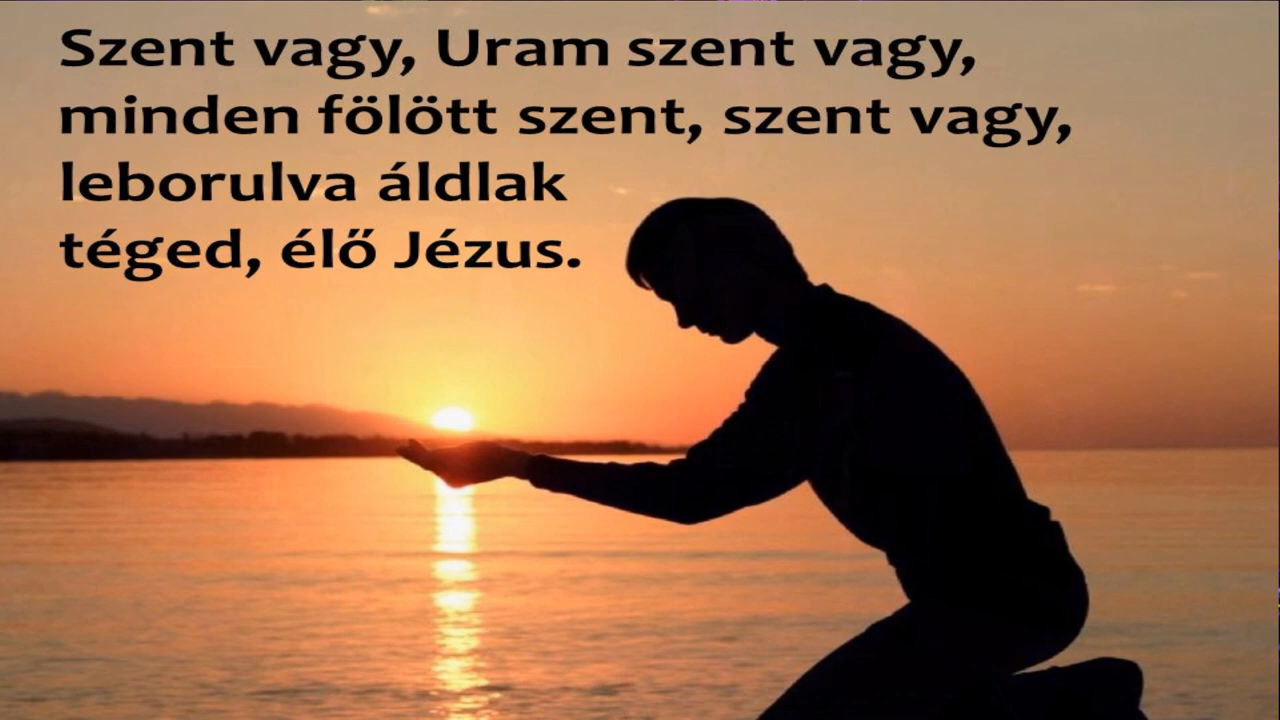 Szent vagy, Uram szent vagy,
minden fölött szent, szent vagy,
leborulva áldlak
téged, élő Jézus.